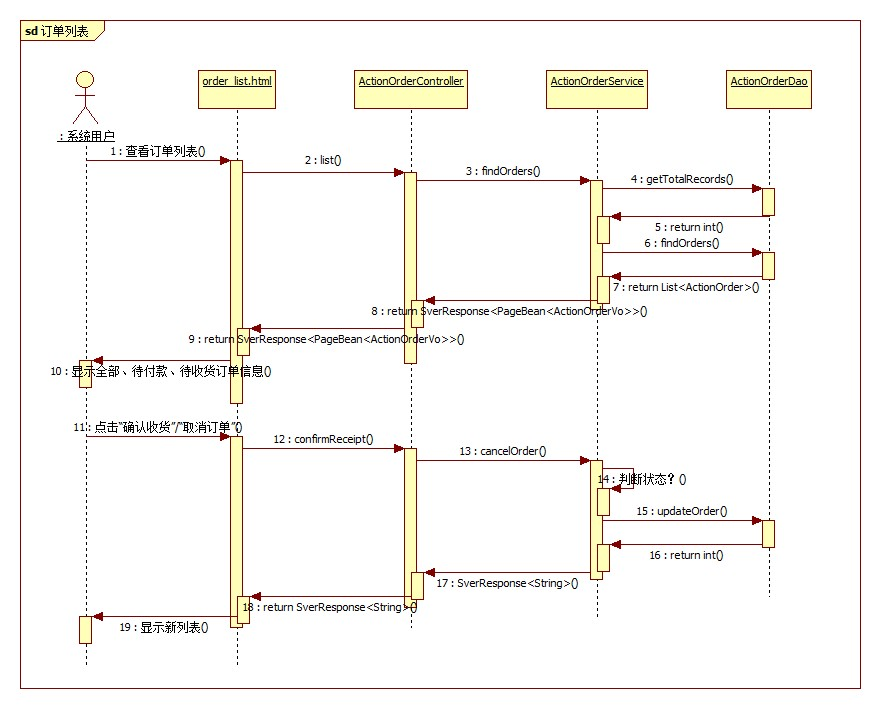 sd 订单列表
order_list.html
ActionOrderController
ActionOrderService
ActionOrderDao
: 系统用户
1 : 查看订单列表()
2 : list()
3 : findOrders()
4 : getTotalRecords()
5 : return int()
6 : findOrders()
7 : return List<ActionOrder>()
8 : return SverResponse<PageBean<ActionOrderVo>>()
9 : return SverResponse<PageBean<ActionOrderVo>>()
10 : 显示全部、待付款、待收货订单信息()
11 : 点击“确认收货”/“取消订单”()
12 : confirmReceipt()
13 : cancelOrder()
14 : 判断状态？()
15 : updateOrder()
16 : return int()
17 : SverResponse<String>()
18 : return SverResponse<String>()
19 : 显示新列表()